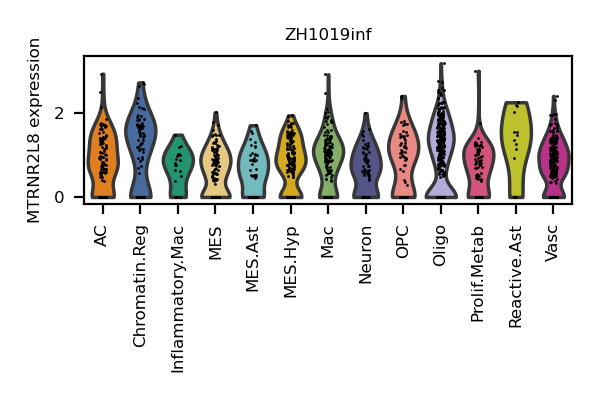 ZH1019inf
MTRNR2L8 expression
2
0
AC
Chromatin.Reg
Inflammatory.Mac
MES
MES.Ast
MES.Hyp
Mac
Neuron
OPC
Oligo
Prolif.Metab
Reactive.Ast
Vasc